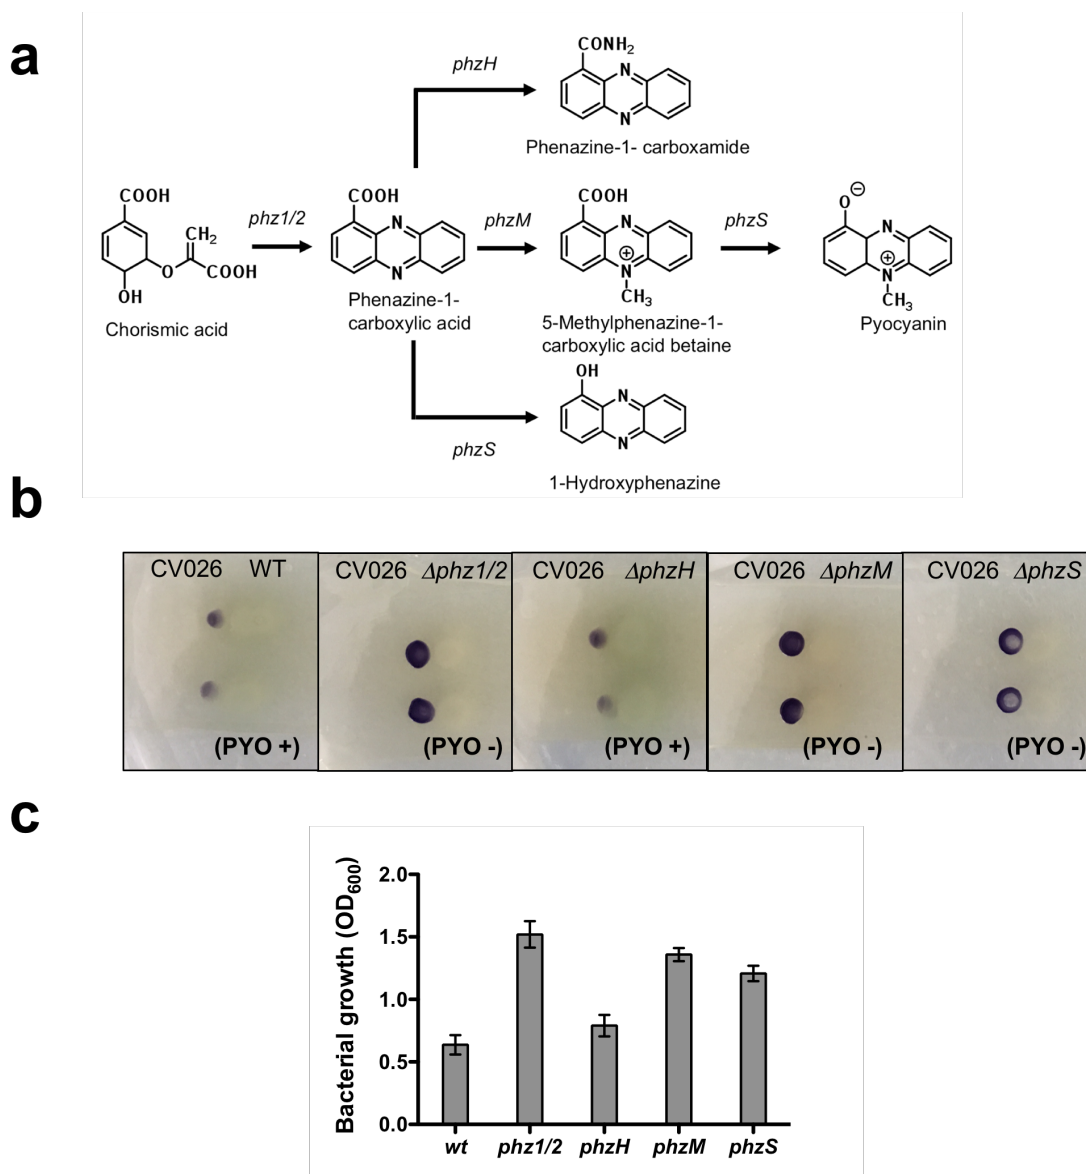 a
phzH
CONH2
N
N
Phenazine-1- carboxamide
COOH
CH2
O
COOH
OH
Chorismic acid
phz1/2
COOH
N
N
Phenazine-1-
carboxylic acid
phzM
COOH
N
⊕
N
CH3
5-Methylphenazine-1-
carboxylic acid betaine
phzS
O ⊖
N
⊕
N
CH3
Pyocyanin
phzS
OH
N
N
1-Hydroxyphenazine
b
CV026 WT
(PYO +)
CV026 Δphz1/2
(PYO -)
CV026 ΔphzH
(PYO +)
CV026 ΔphzM
(PYO -)
CV026 ΔphzS
(PYO -)
c
Bacterial growth (OD600)
2.0
1.5
1.0
0.5
0.0
wt phz1/2 phzH phzM phzS